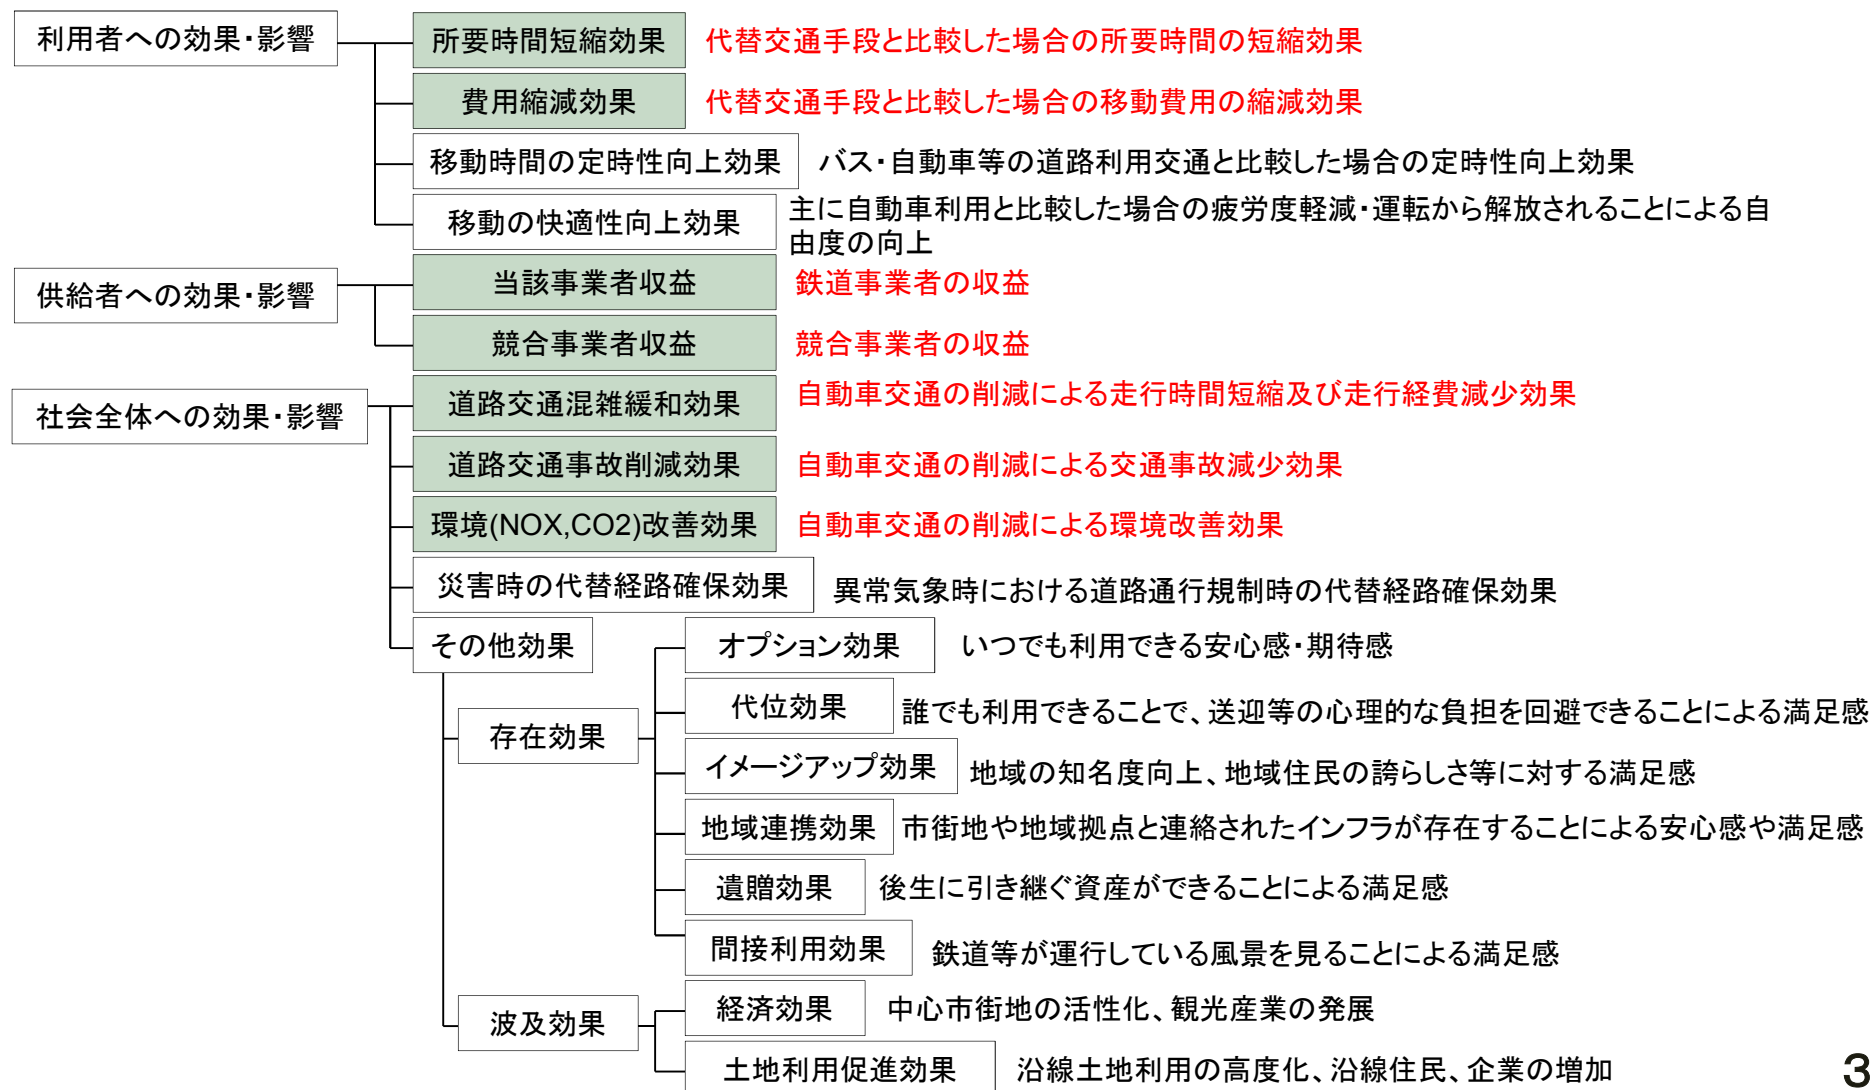 利用者への効果・影響
所要時間短縮効果
代替交通手段と比較した場合の所要時間の短縮効果
費用縮減効果
代替交通手段と比較した場合の移動費用の縮減効果
移動時間の定時性向上効果
バス・自動車等の道路利用交通と比較した場合の定時性向上効果
移動の快適性向上効果
主に自動車利用と比較した場合の疲労度軽減・運転から解放されることによる自
由度の向上
供給者への効果・影響
当該事業者収益
鉄道事業者の収益
競合事業者収益
競合事業者の収益
社会全体への効果・影響
道路交通混雑緩和効果
自動車交通の削減による走行時間短縮及び走行経費減少効果
道路交通事故削減効果
自動車交通の削減による交通事故減少効果
環境(NOX,CO2)改善効果
自動車交通の削減による環境改善効果
災害時の代替経路確保効果
異常気象時における道路通行規制時の代替経路確保効果
その他効果
存在効果
オプション効果
いつでも利用できる安心感・期待感
代位効果
誰でも利用できることで、送迎等の心理的な負担を回避できることによる満足感
イメージアップ効果
地域の知名度向上、地域住民の誇らしさ等に対する満足感
地域連携効果
市街地や地域拠点と連絡されたインフラが存在することによる安心感や満足感
遺贈効果
後生に引き継ぐ資産ができることによる満足感
間接利用効果
鉄道等が運行している風景を見ることによる満足感
波及効果
経済効果
中心市街地の活性化、観光産業の発展
土地利用促進効果
沿線土地利用の高度化、沿線住民、企業の増加
3